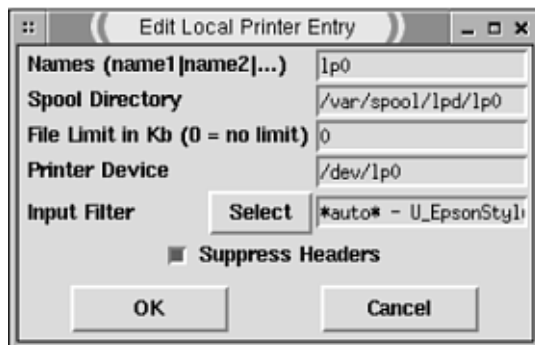 Edit Local Printer Entry
Names (name1|name2|...) lp0
Spool Directory /var/spool/lpd/lp0
File Limit in Kb (0 = no limit) 0
Printer Device /dev/lp0
Input Filter Select *auto* - U_EpsonStyl
Suppress Headers
OK Cancel